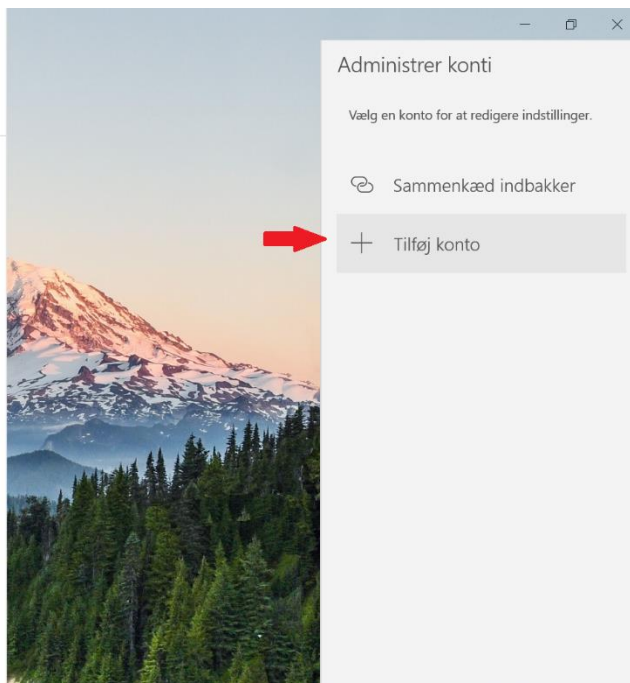 Administrer konti
Vælg en konto for at redigere indstillinger.
Sammenkæd indbakker
Tilføj konto